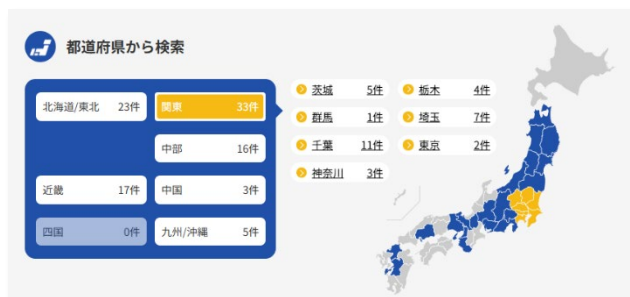 都道府県から検索
北海道/東北 23件
関東 33件
中部 16件
近畿 17件
中国 3件
四国 0件
九州/沖縄 5件
茨城 5件
栃木 4件
群馬 1件
埼玉 7件
千葉 11件
東京 2件
神奈川 3件